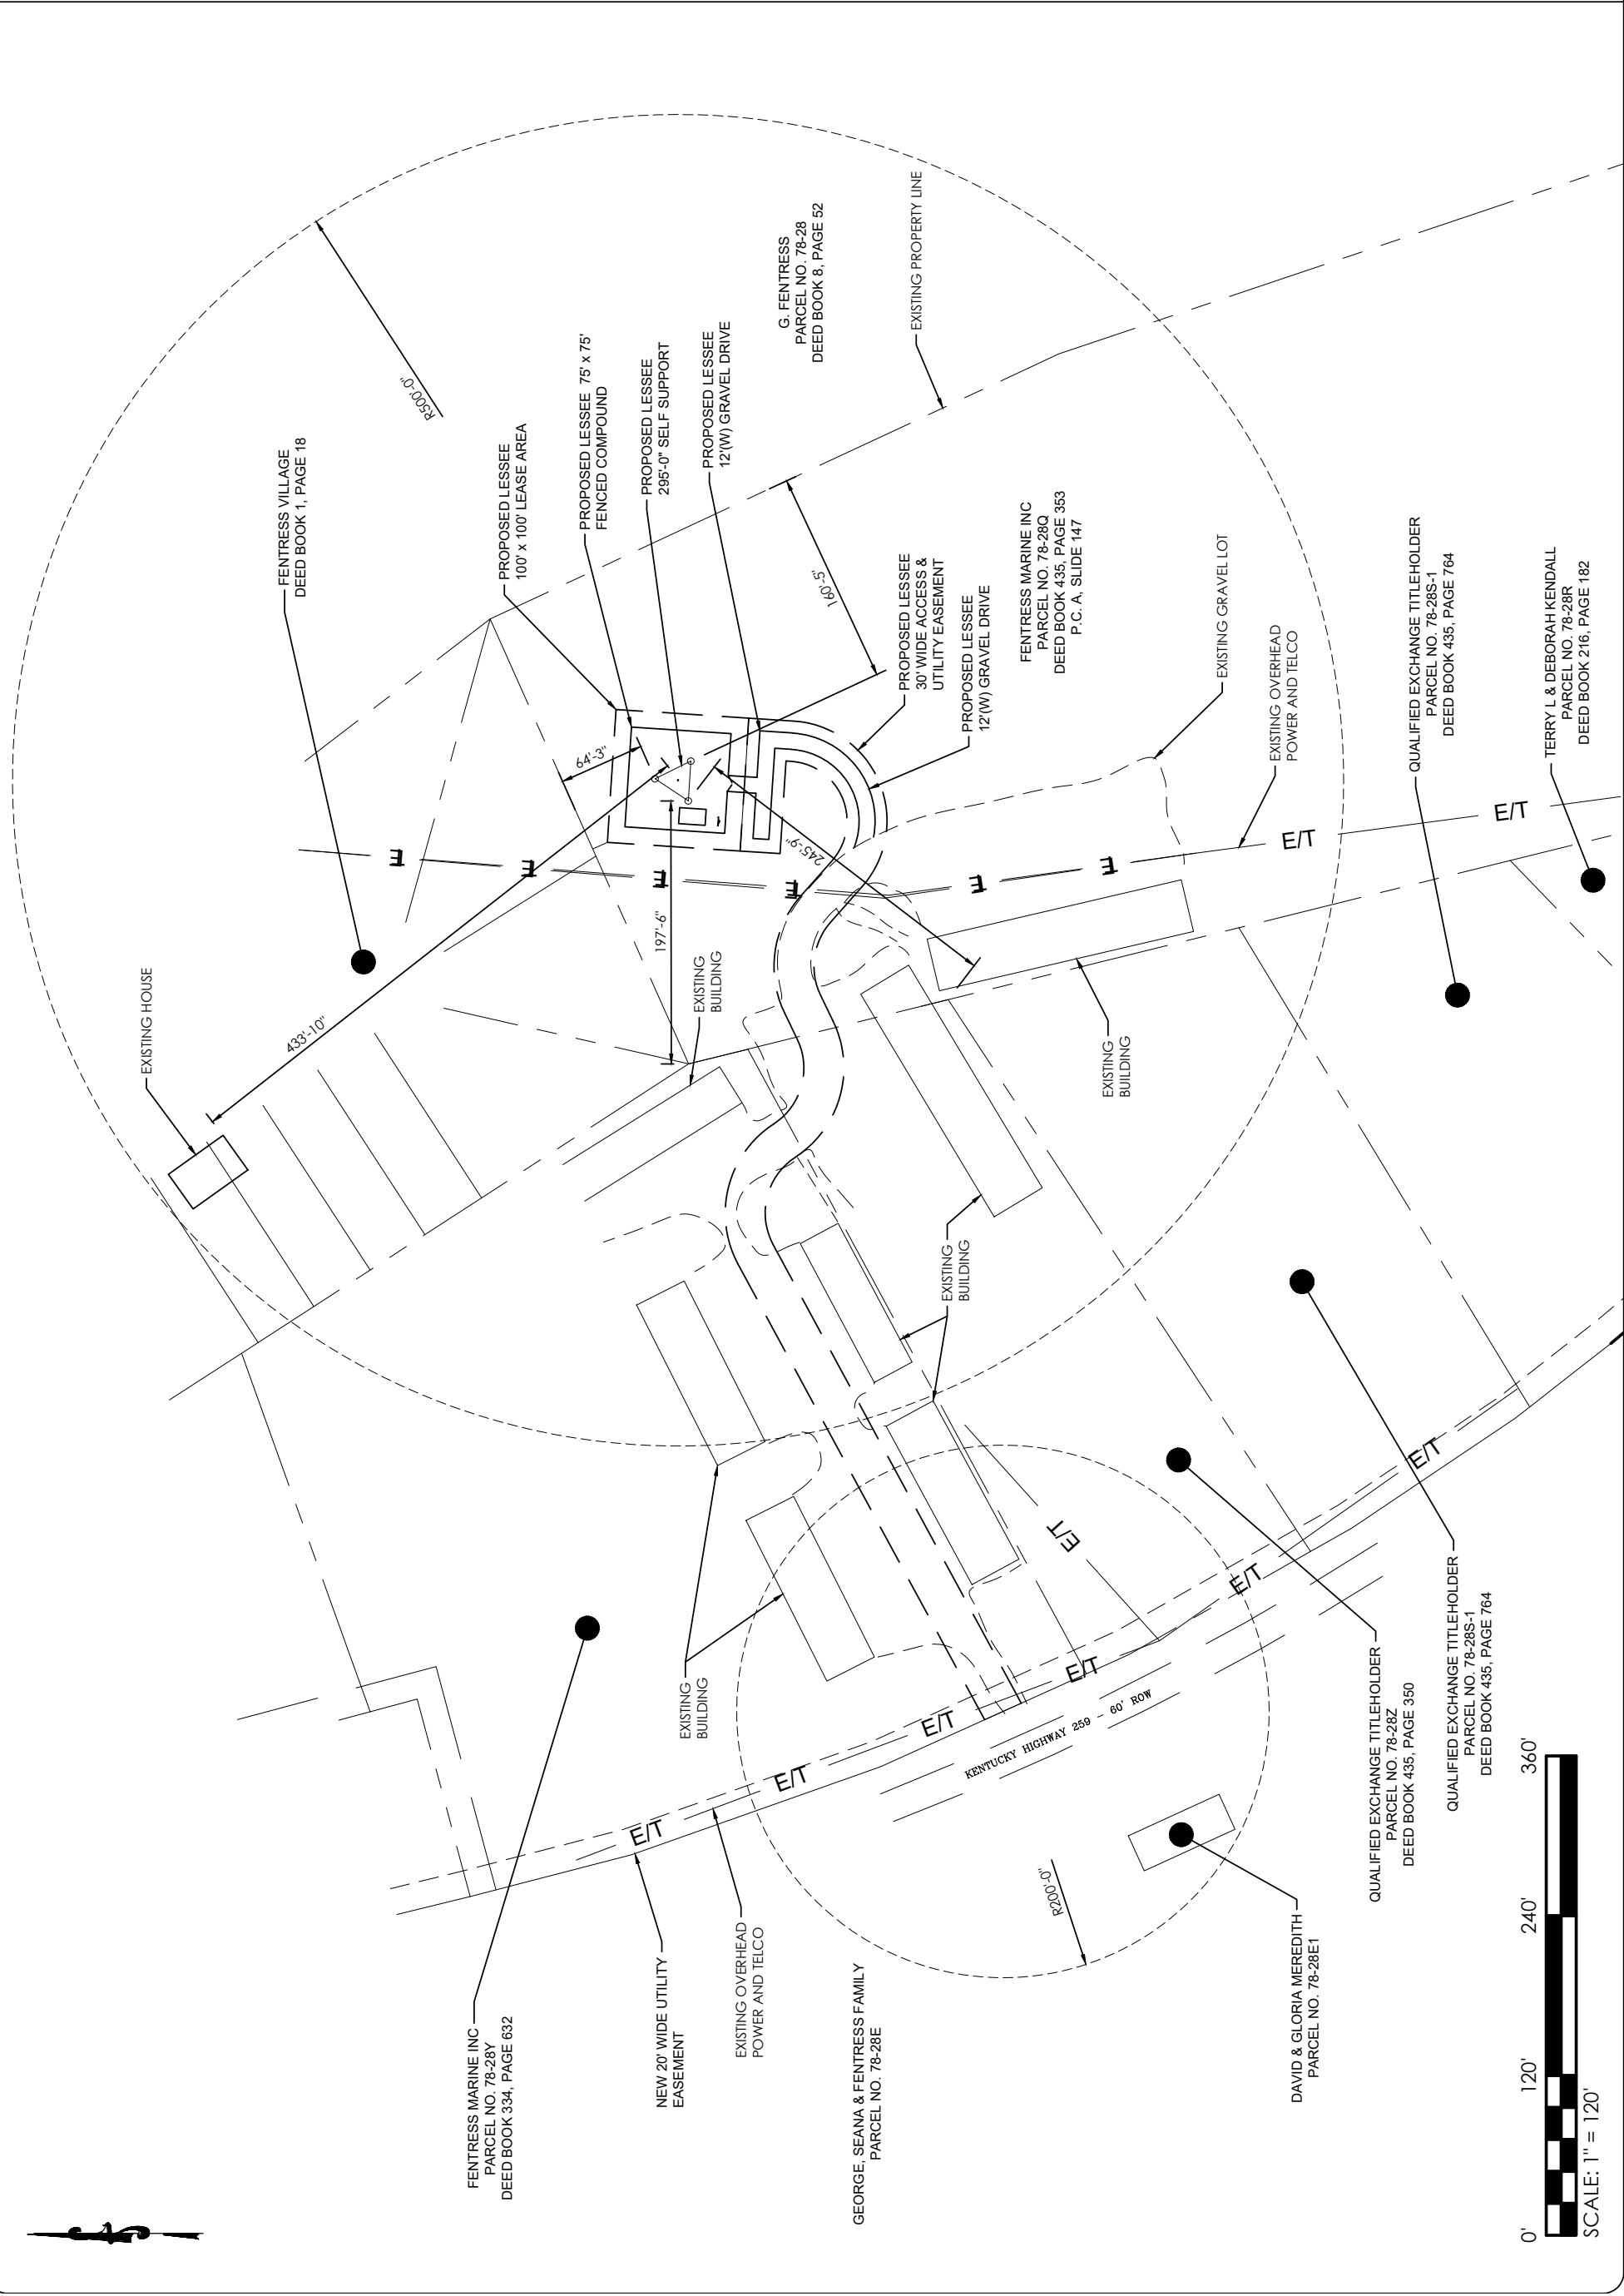 FENTRESS MARINE INC
PARCEL NO. 78-28Y
DEED BOOK 334, PAGE 632
NEW 20' WIDE UTILITY
EASEMENT
EXISTING OVERHEAD
POWER AND TELCO
GEORGE, SEANA & FENTRESS FAMILY
PARCEL NO. 78-28E
EXISTING
BUILDING
EXISTING HOUSE
433'-10"
FENTRESS VILLAGE
DEED BOOK 1, PAGE 18
R500'-0"
PROPOSED LESSEE
100' x 100' LEASE AREA
PROPOSED LESSEE 75' x 75'
FENCED COMPOUND
PROPOSED LESSEE
295'-0" SELF SUPPORT
PROPOSED LESSEE
12'(W) GRAVEL DRIVE
G. FENTRESS
PARCEL NO. 78-28
DEED BOOK 8, PAGE 52
EXISTING PROPERTY LINE
64'-3"
197'-6"
245'-9"
160'-5"
EXISTING
BUILDING
PROPOSED LESSEE
30' WIDE ACCESS &
UTILITY EASEMENT
PROPOSED LESSEE
12'(W) GRAVEL DRIVE
FENTRESS MARINE INC
PARCEL NO. 78-28Q
DEED BOOK 435, PAGE 353
P.C. A, SLIDE 147
EXISTING GRAVEL LOT
EXISTING OVERHEAD
POWER AND TELCO
EXISTING
BUILDING
EXISTING
BUILDING
E
E
E
E
E
E
E/T
E/T
E/T
E/T
E/T
E/T
E/T
E/T
E/T
KENTUCKY HIGHWAY 259 - 60' ROW
R200'-0"
DAVID & GLORIA MEREDITH
PARCEL NO. 78-28E1
QUALIFIED EXCHANGE TITLEHOLDER
PARCEL NO. 78-28Z
DEED BOOK 435, PAGE 350
QUALIFIED EXCHANGE TITLEHOLDER
PARCEL NO. 78-28S-1
DEED BOOK 435, PAGE 764
QUALIFIED EXCHANGE TITLEHOLDER
PARCEL NO. 78-28S-1
DEED BOOK 435, PAGE 764
TERRY L & DEBORAH KENDALL
PARCEL NO. 78-28R
DEED BOOK 216, PAGE 182
0' 120' 240' 360'
SCALE: 1" = 120'